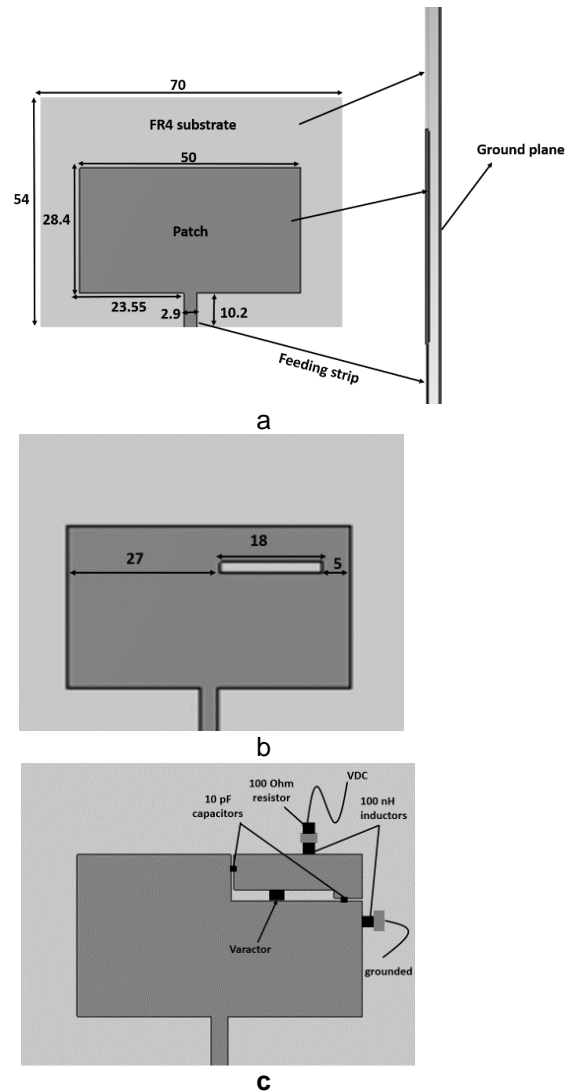 70
FR4 substrate
Ground plane
50
54
28.4
Patch
23.55
2.9
10.2
Feeding strip
a
18
27
5
b
VDC
100 Ohm
resistor
100 nH
inductors
10 pF
capacitors
Varactor
grounded
c